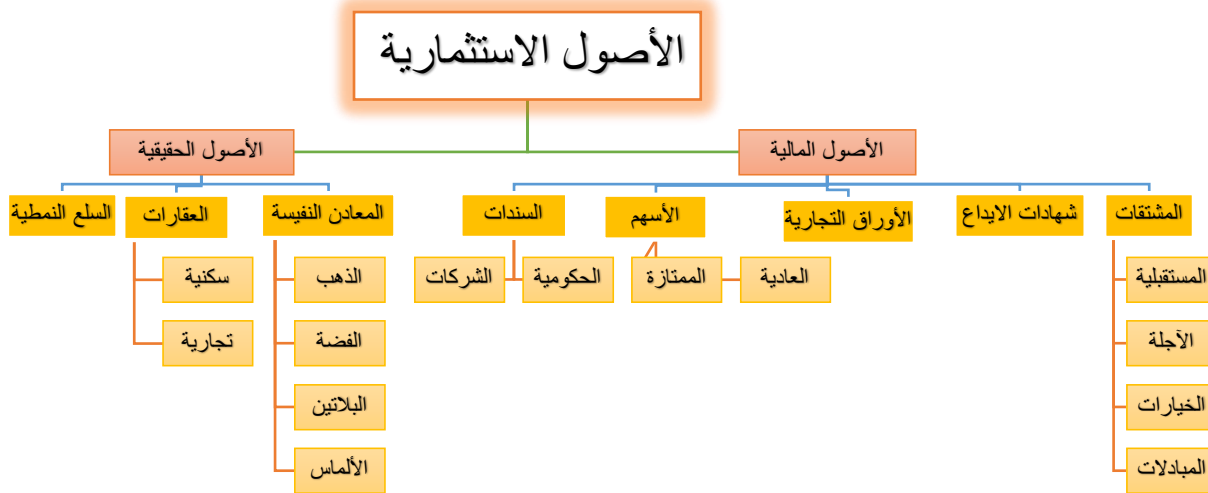 الأصول الاستثمارية
الأصول المالية
الأصول الحقيقية
المشتقات
شهادات الايداع
الأوراق التجارية
الأسهم
السندات
المعادن النفيسة
العقارات
السلع النمطية
المستقبلية
العادية
الممتازة
الحكومية
الشركات
الذهب
سكنية
الآجلة
الفضة
تجارية
الخيارات
البلاتين
المبادلات
الألماس